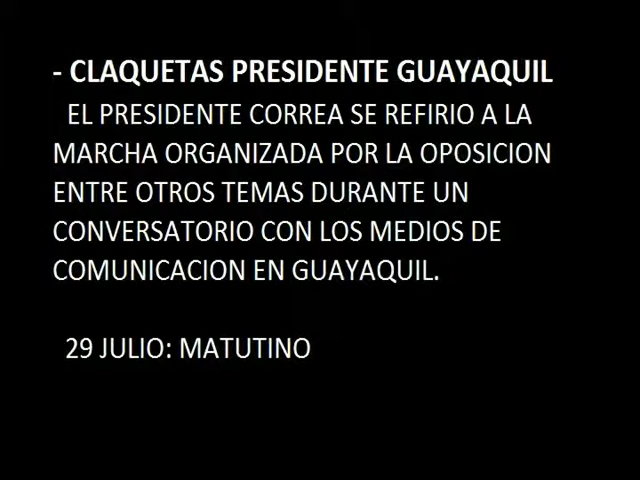 - CLAQUETAS PRESIDENTE GUAYAQUIL
EL PRESIDENTE CORREA SE REFIRIO A LA
MARCHA ORGANIZADA POR LA OPOSICION
ENTRE OTROS TEMAS DURANTE UN
CONVERSATORIO CON LOS MEDIOS DE
COMUNICACION EN GUAYAQUIL.
29 JULIO: MATUTINO